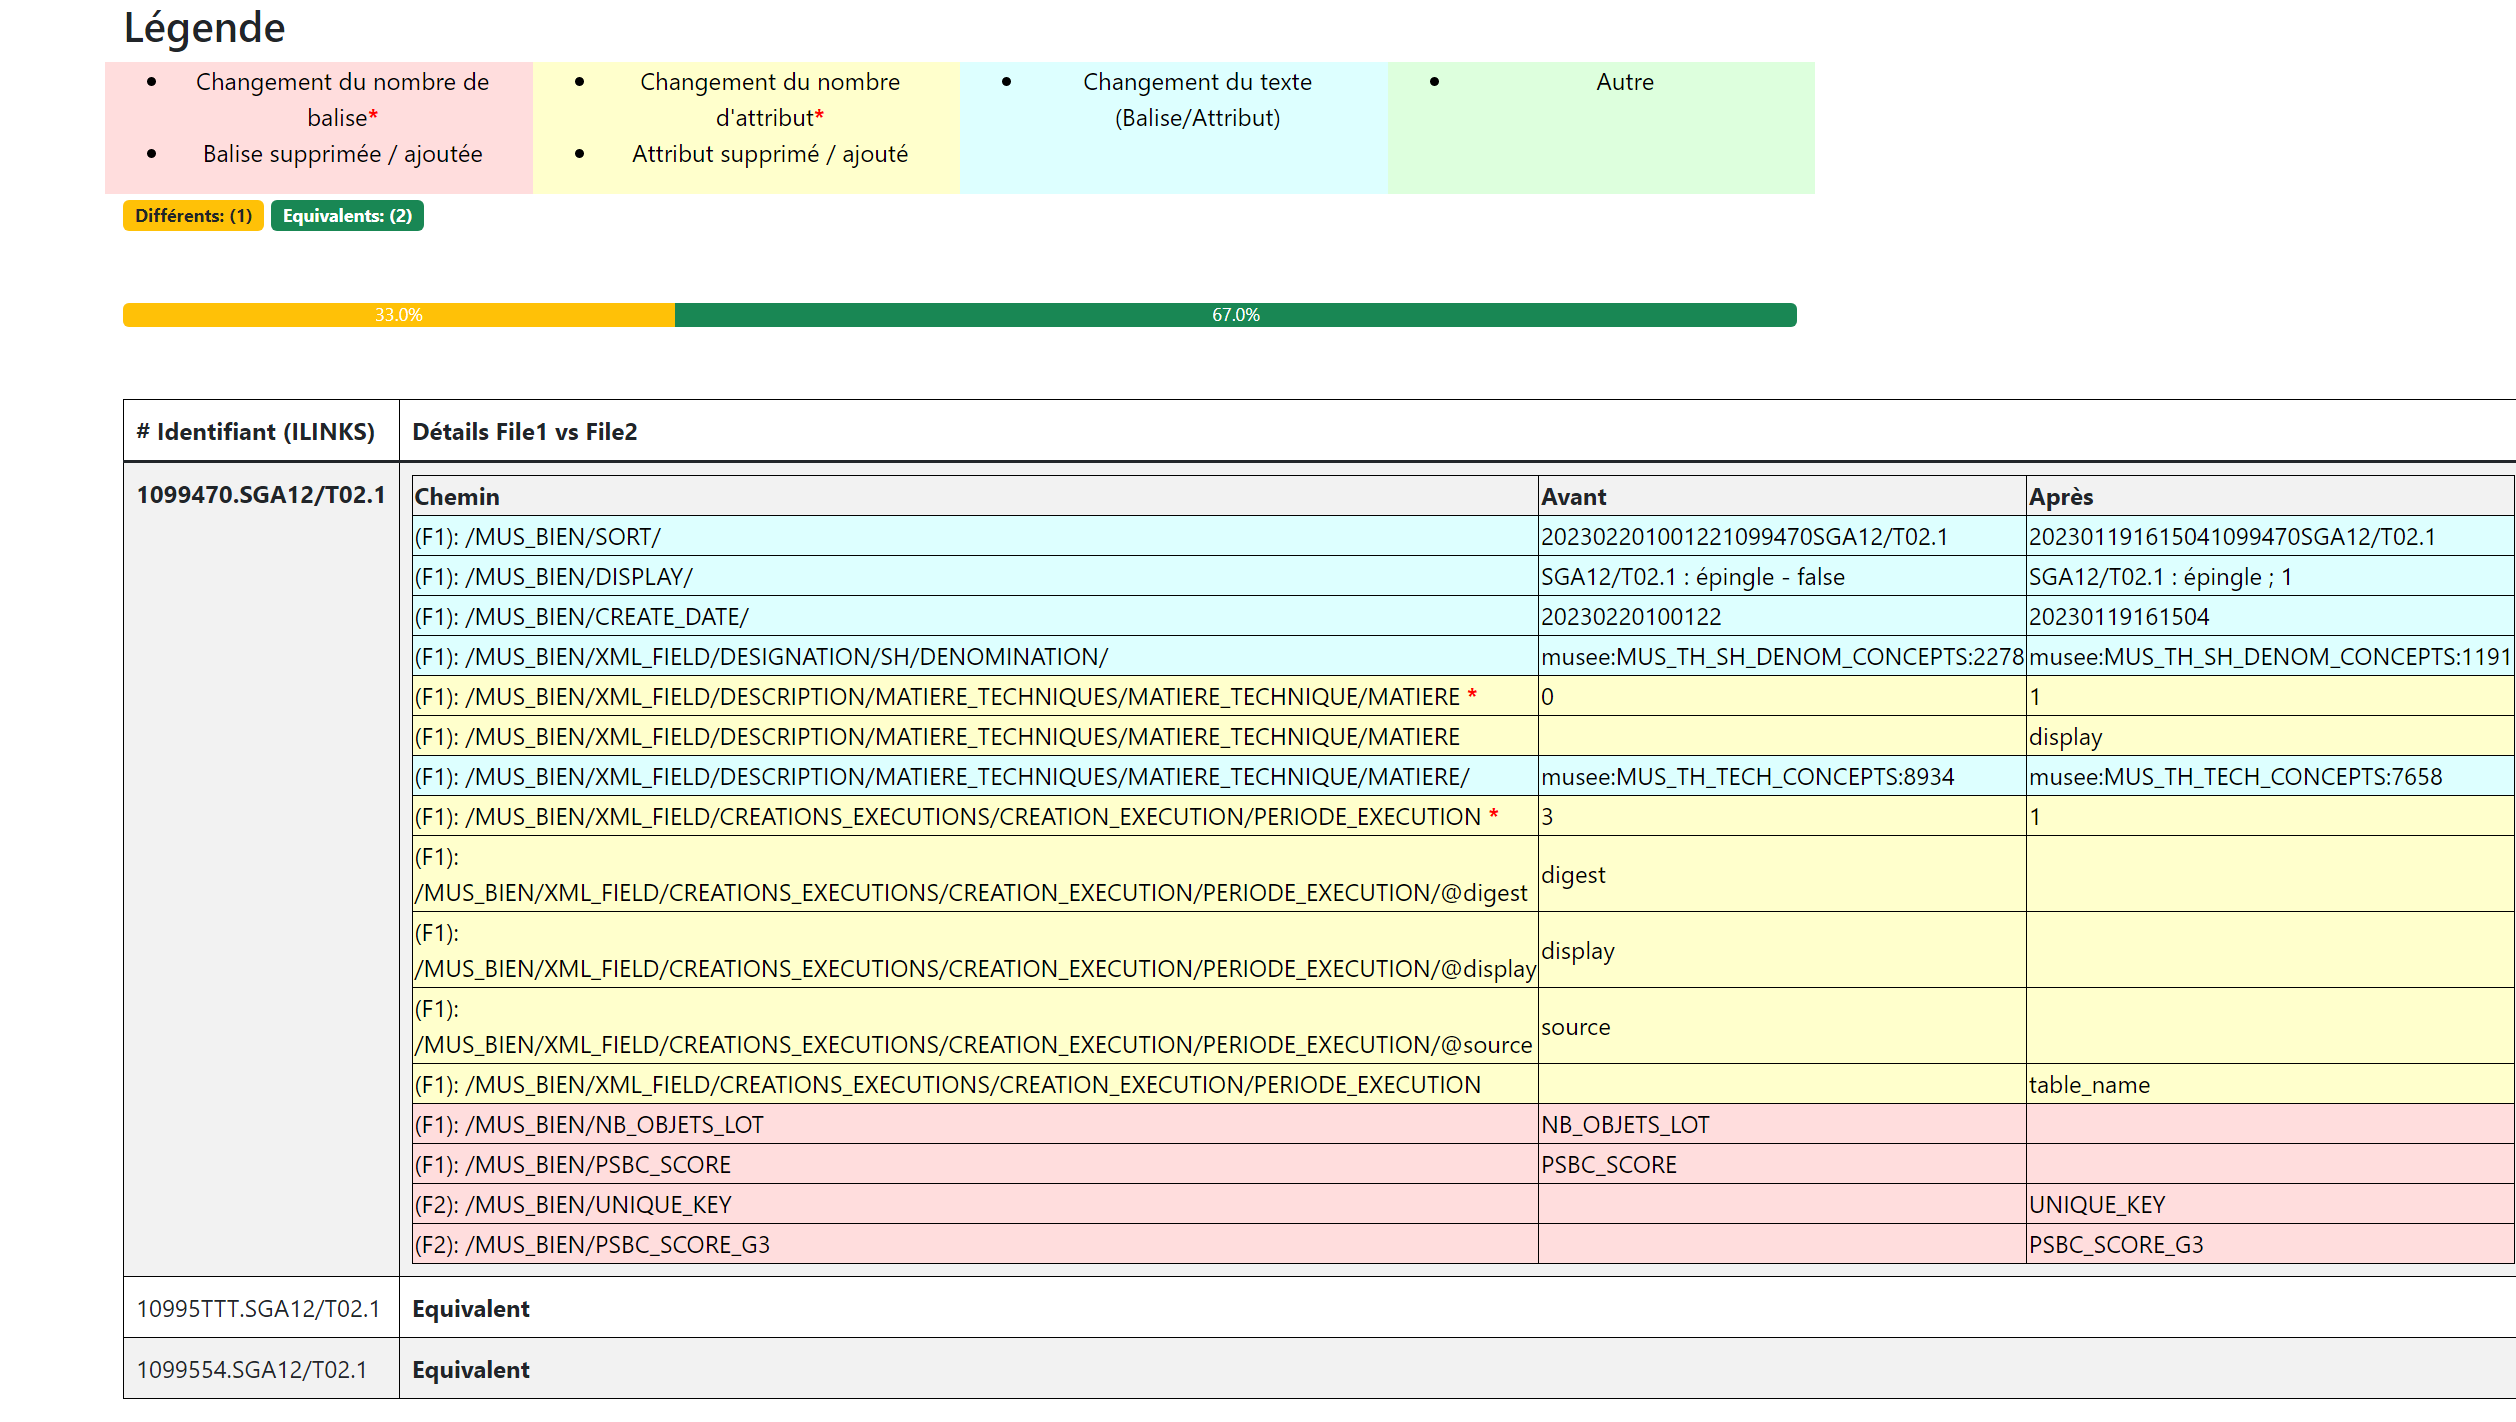 Légende
Changement du nombre de
balise*
Balise supprimée / ajoutée
Changement du nombre
d'attribut*
Attribut supprimé / ajouté
Changement du texte
(Balise/Attribut)
Autre
Différents: (1) Equivalents: (2)
33.0% 67.0%
# Identifiant (ILINKS) Détails File1 vs File2
1099470.SGA12/T02.1
Chemin Avant Après
(F1): /MUS_BIEN/SORT/ 202302201001221099470SGA12/T02.1 202301191615041099470SGA12/T02.1
(F1): /MUS_BIEN/DISPLAY/ SGA12/T02.1 : épingle - false SGA12/T02.1 : épingle ; 1
(F1): /MUS_BIEN/CREATE_DATE/ 20230220100122 20230119161504
(F1): /MUS_BIEN/XML_FIELD/DESIGNATION/SH/DENOMINATION/ musee:MUS_TH_SH_DENOM_CONCEPTS:2278 musee:MUS_TH_SH_DENOM_CONCEPTS:1191
(F1): /MUS_BIEN/XML_FIELD/DESCRIPTION/MATIERE_TECHNIQUES/MATIERE_TECHNIQUE/MATIERE * 0 1
(F1): /MUS_BIEN/XML_FIELD/DESCRIPTION/MATIERE_TECHNIQUES/MATIERE_TECHNIQUE/MATIERE display
(F1): /MUS_BIEN/XML_FIELD/DESCRIPTION/MATIERE_TECHNIQUES/MATIERE_TECHNIQUE/MATIERE/ musee:MUS_TH_TECH_CONCEPTS:8934 musee:MUS_TH_TECH_CONCEPTS:7658
(F1): /MUS_BIEN/XML_FIELD/CREATIONS_EXECUTIONS/CREATION_EXECUTION/PERIODE_EXECUTION * 3 1
(F1):
/MUS_BIEN/XML_FIELD/CREATIONS_EXECUTIONS/CREATION_EXECUTION/PERIODE_EXECUTION/@digest
digest
(F1):
/MUS_BIEN/XML_FIELD/CREATIONS_EXECUTIONS/CREATION_EXECUTION/PERIODE_EXECUTION/@display
display
(F1):
/MUS_BIEN/XML_FIELD/CREATIONS_EXECUTIONS/CREATION_EXECUTION/PERIODE_EXECUTION/@source
source
(F1): /MUS_BIEN/XML_FIELD/CREATIONS_EXECUTIONS/CREATION_EXECUTION/PERIODE_EXECUTION table_name
(F1): /MUS_BIEN/NB_OBJETS_LOT NB_OBJETS_LOT
(F1): /MUS_BIEN/PSBC_SCORE PSBC_SCORE
(F2): /MUS_BIEN/UNIQUE_KEY UNIQUE_KEY
(F2): /MUS_BIEN/PSBC_SCORE_G3 PSBC_SCORE_G3
10995TTT.SGA12/T02.1 Equivalent
1099554.SGA12/T02.1 Equivalent